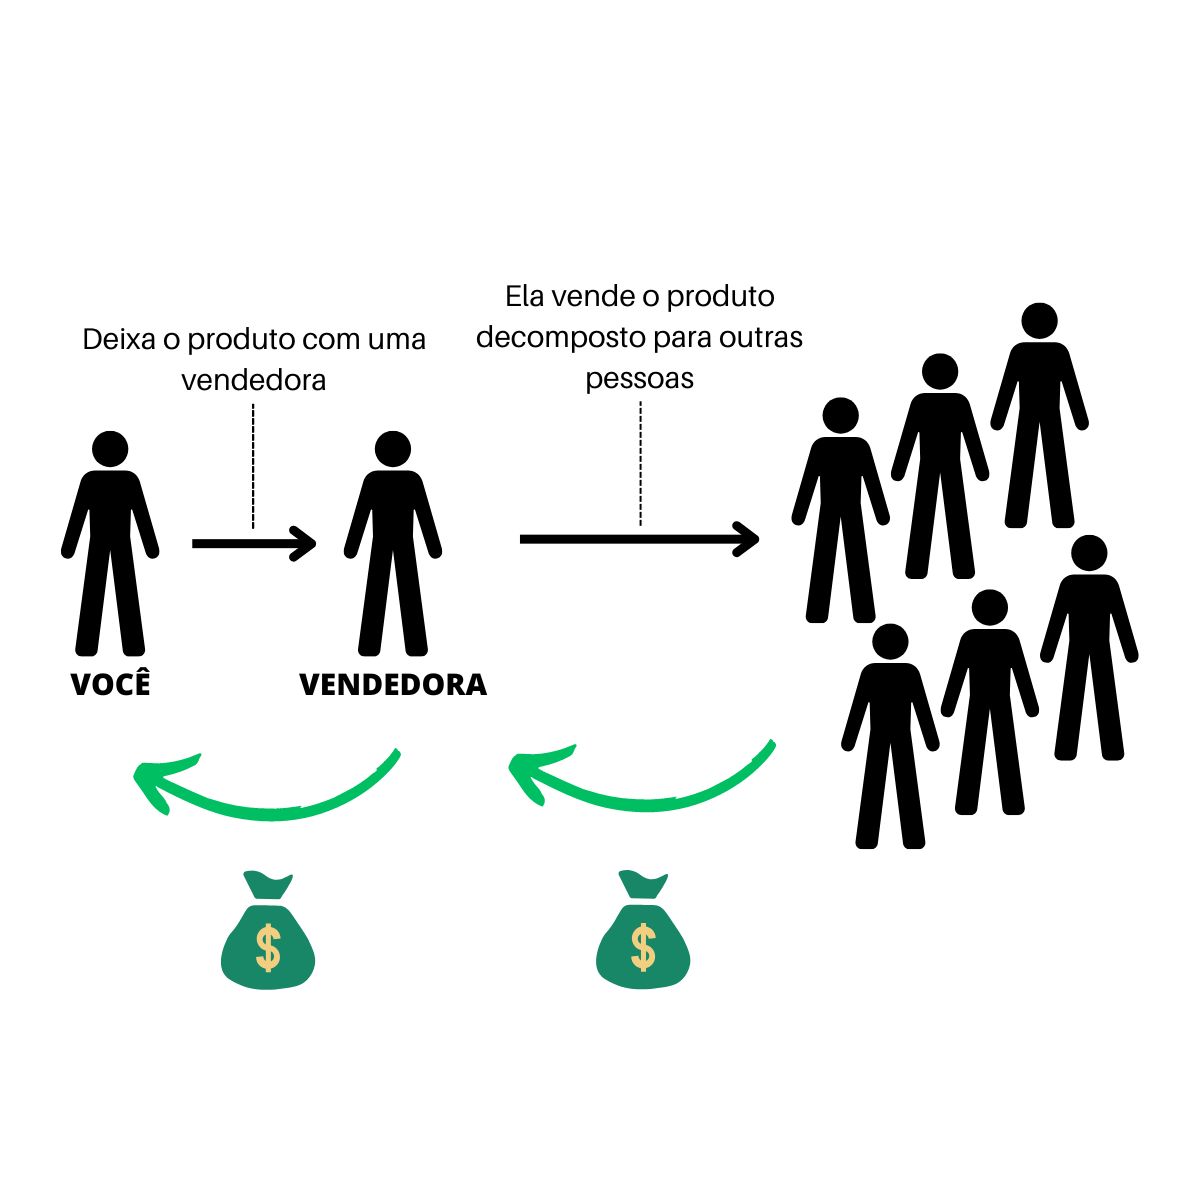 Deixa o produto com uma
vendedora
Ela vende o produto
decomposto para outras
pessoas
VOCÊ
VENDEDORA
$
$